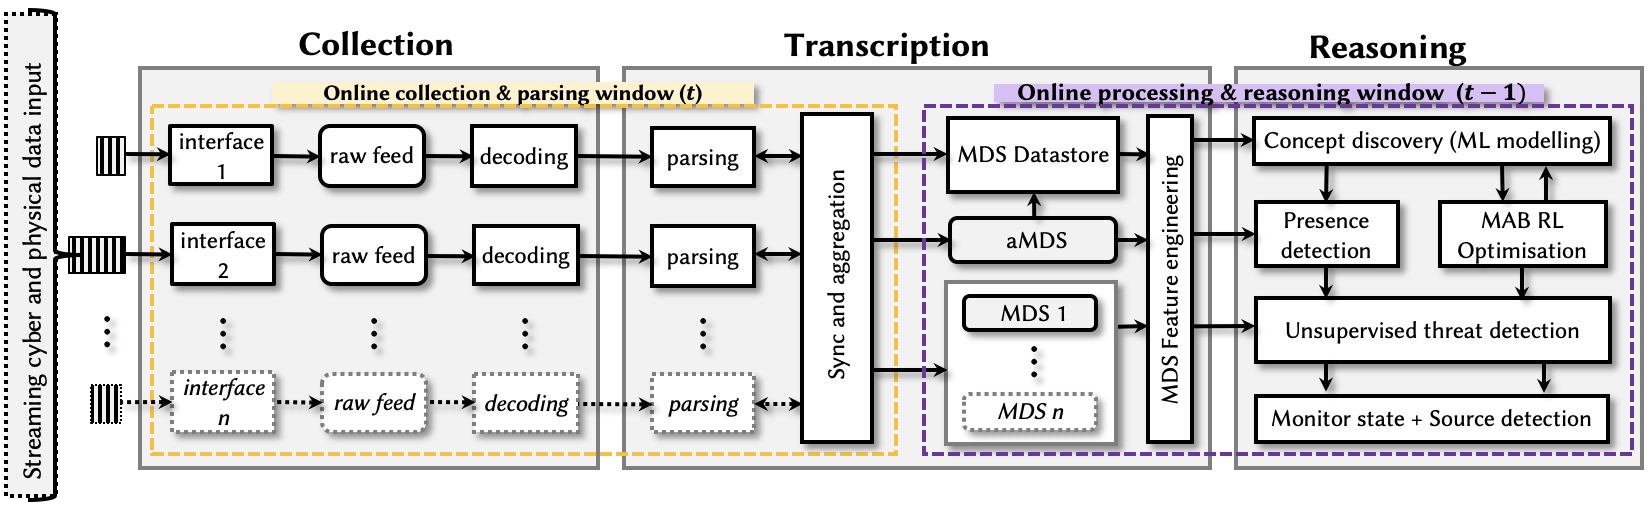 Streaming cyber and physical data input
Collection
Online collection & parsing window (t)
interface
1
raw feed
decoding
interface
2
raw feed
decoding
interface
n
raw feed
decoding
Transcription
parsing
parsing
parsing
Sync and aggregation
Online processing & reasoning window (t − 1)
MDS Datastore
aMDS
MDS 1
MDS n
MDS Feature engineering
Reasoning
Concept discovery (ML modelling)
Presence
detection
MAB RL
Optimisation
Unsupervised threat detection
Monitor state + Source detection